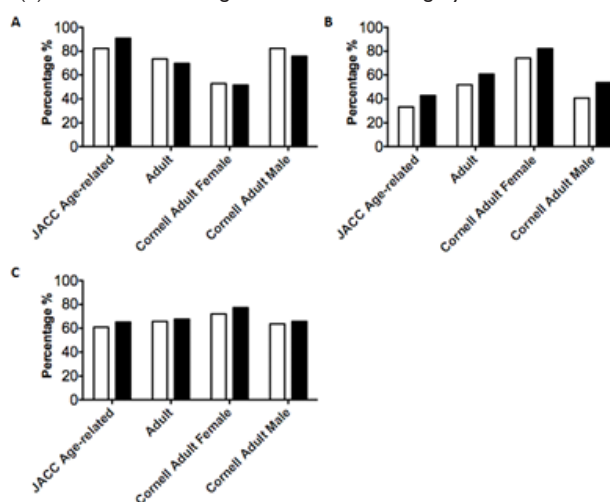 A
Percentage %
100
80
60
40
20
0
JACC Age-related
Adult
Cornell Adult Female
Cornell Adult Male
B
Percentage %
100
80
60
40
20
0
JACC Age-related
Adult
Cornell Adult Female
Cornell Adult Male
C
Percentage %
100
80
60
40
20
0
JACC Age-related
Adult
Cornell Adult Female
Cornell Adult Male